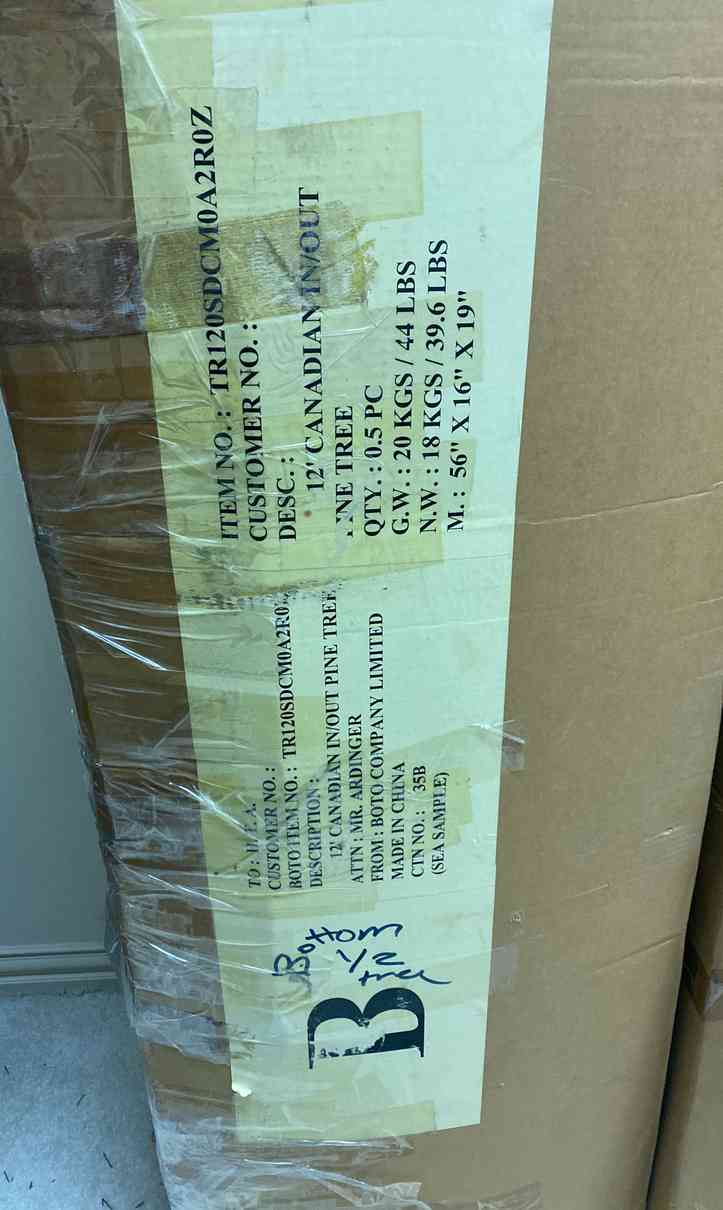 ITEM NO. : TR120SDCM0A2R0Z
CUSTOMER NO. :
DESC. :
12' CANADIAN IN/OUT
PINE TREE
QTY. : 0.5 PC
G.W. : 20 KGS / 44 LBS
N.W. : 18 KGS / 39.6 LBS
M. : 56" X 16" X 19"
TO :
CUSTOMER NO. :
BOTO ITEM NO. : TR120SDCM0A2R0
DESCRIPTION :
12' CANADIAN IN/OUT PINE TREE
ATTN : MR. ARDINGER
FROM : BOTO COMPANY LIMITED
MADE IN CHINA
CTN NO. : 35B
(SEA SAMPLE)
Bottom
1/2
tree
B